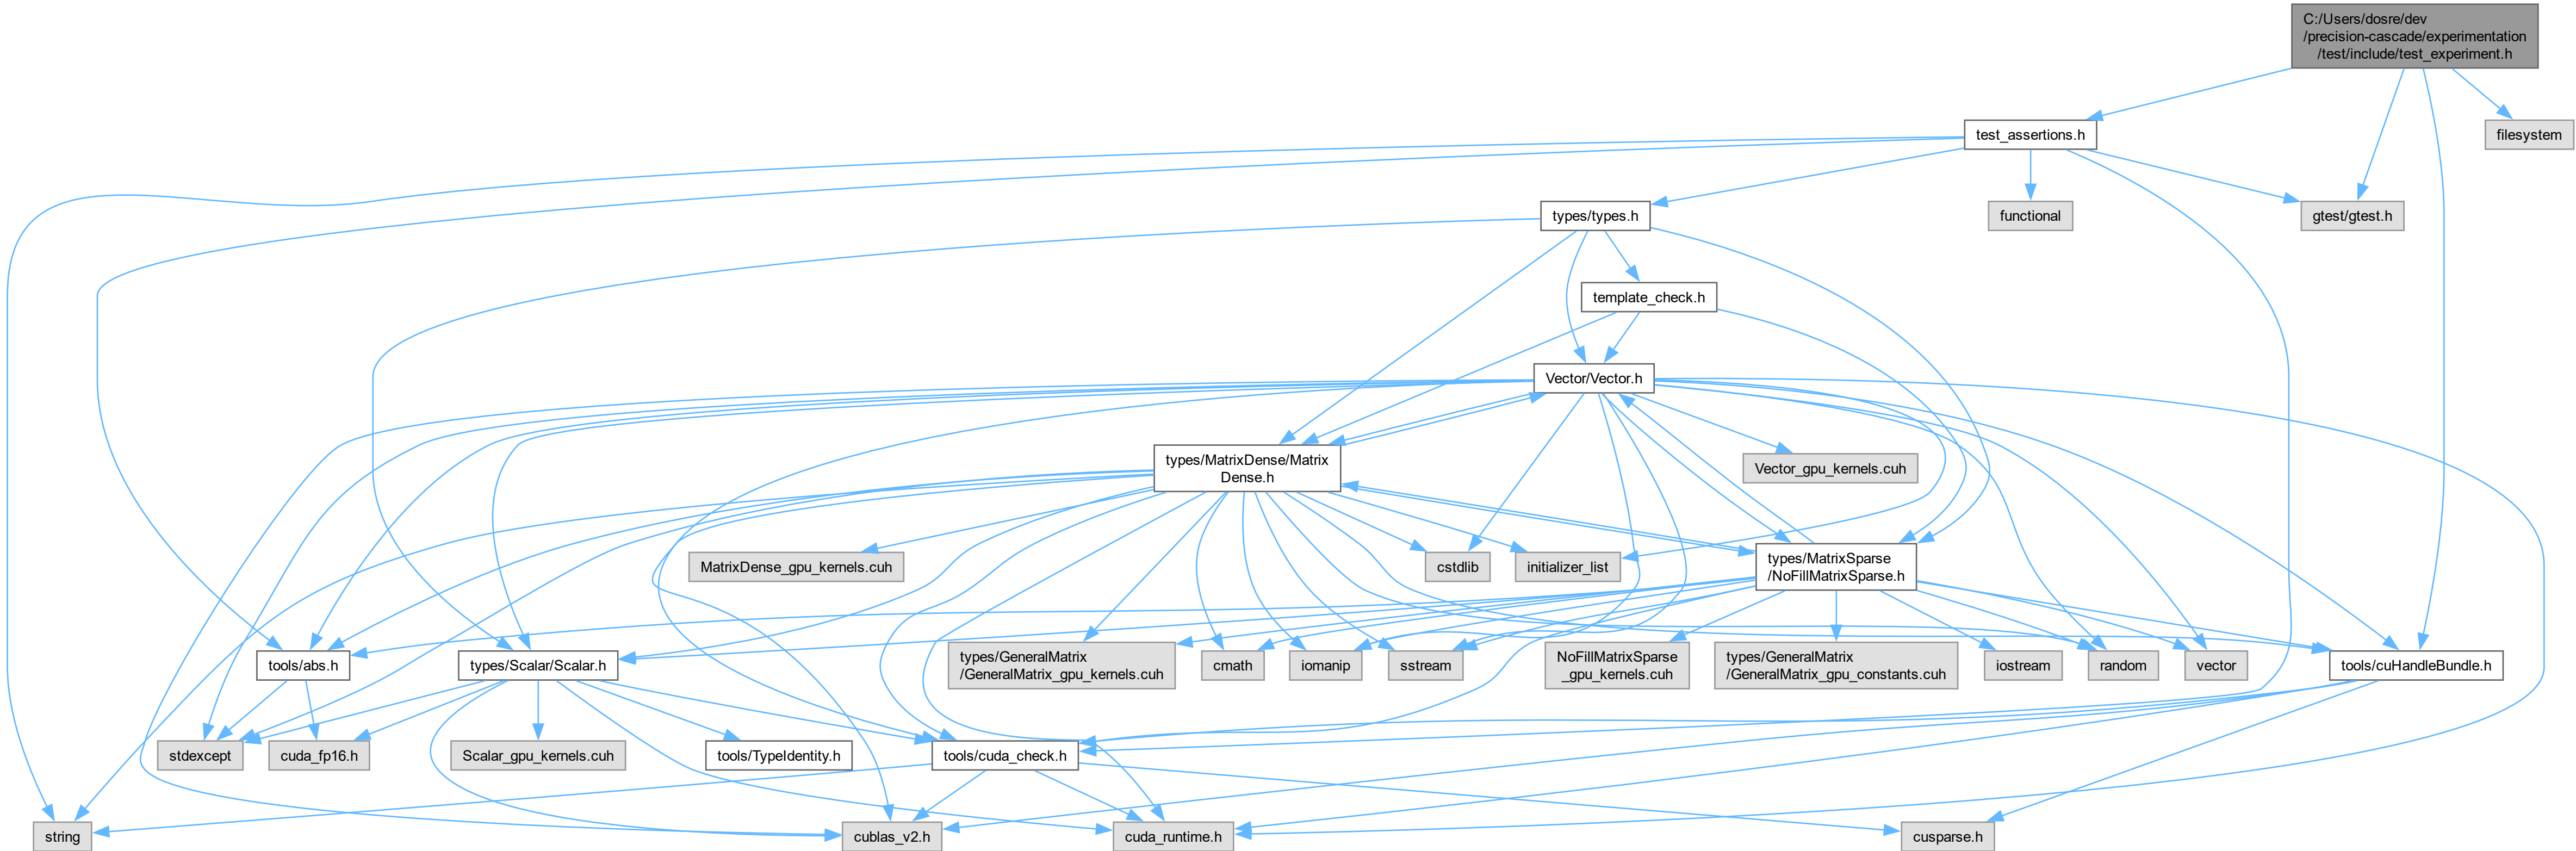 C:/Users/dosre/dev
/precision-cascade/experimentation
/test/include/test_experiment.h
test_assertions.h
filesystem
types/types.h
functional
gtest/gtest.h
template_check.h
Vector/Vector.h
types/MatrixDense/Matrix
Dense.h
Vector_gpu_kernels.cuh
MatrixDense_gpu_kernels.cuh
cstdlib
initializer_list
types/MatrixSparse
/NoFillMatrixSparse.h
tools/abs.h
types/Scalar/Scalar.h
types/GeneralMatrix
/GeneralMatrix_gpu_kernels.cuh
cmath
iomanip
sstream
NoFillMatrixSparse
_gpu_kernels.cuh
types/GeneralMatrix
/GeneralMatrix_gpu_constants.cuh
iostream
random
vector
tools/cuHandleBundle.h
stdexcept
cuda_fp16.h
Scalar_gpu_kernels.cuh
tools/TypeIdentity.h
tools/cuda_check.h
string
cublas_v2.h
cuda_runtime.h
cusparse.h